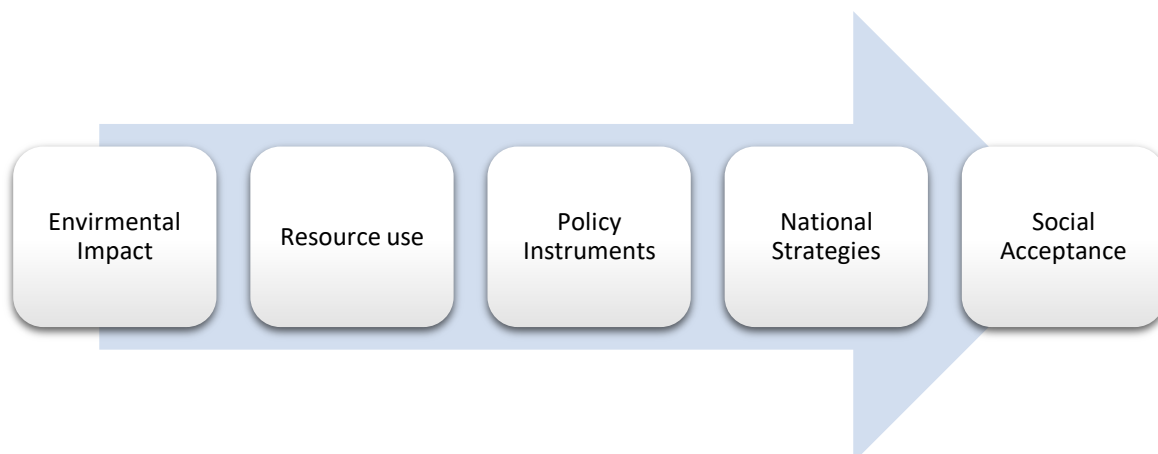 Envirmental
Impact
Resource use
Policy
Instruments
National
Strategies
Social
Acceptance